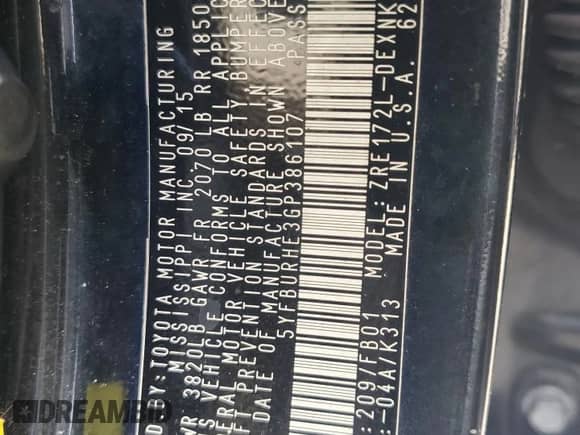 D BY: TOYOTA MOTOR MANUFACTURING
MISSISSIPPI INC. 09/15
WR 3820LB GAWR FR 2070 LB RR 1850
S VEHICLE CONFORMS TO ALL APPLIC
ERAL MOTOR VEHICLE SAFETY, BUMPER
FT PREVENTION STANDARDS IN EFFEC
DATE OF MANUFACTURE SHOWN ABOVE
5YFBURHE3GP386107 PASS
:209/FB01 MODEL:ZRE172L-DEXNK
:-04A/K313 MADE IN U.S.A. 62
DREAMBID